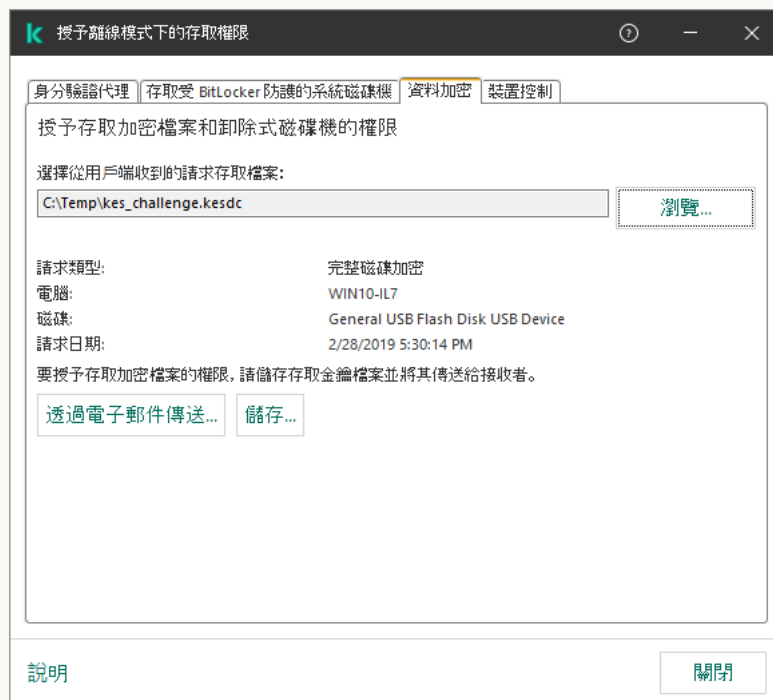 授予離線模式下的存取權限
身分驗證代理 存取受 BitLocker 防護的系統磁碟機 資料加密 裝置控制
授予存取加密檔案和卸除式磁碟機的權限
選擇從用戶端收到的請求存取檔案:
C:\Temp\kes_challenge.kesdc 瀏覽...
請求類型: 完整磁碟加密
電腦: WIN10-IL7
磁碟: General USB Flash Disk USB Device
請求日期: 2/28/2019 5:30:14 PM
要授予存取加密檔案的權限, 請儲存存取金鑰檔案並將其傳送給接收者。
透過電子郵件傳送... 儲存...
說明 關閉